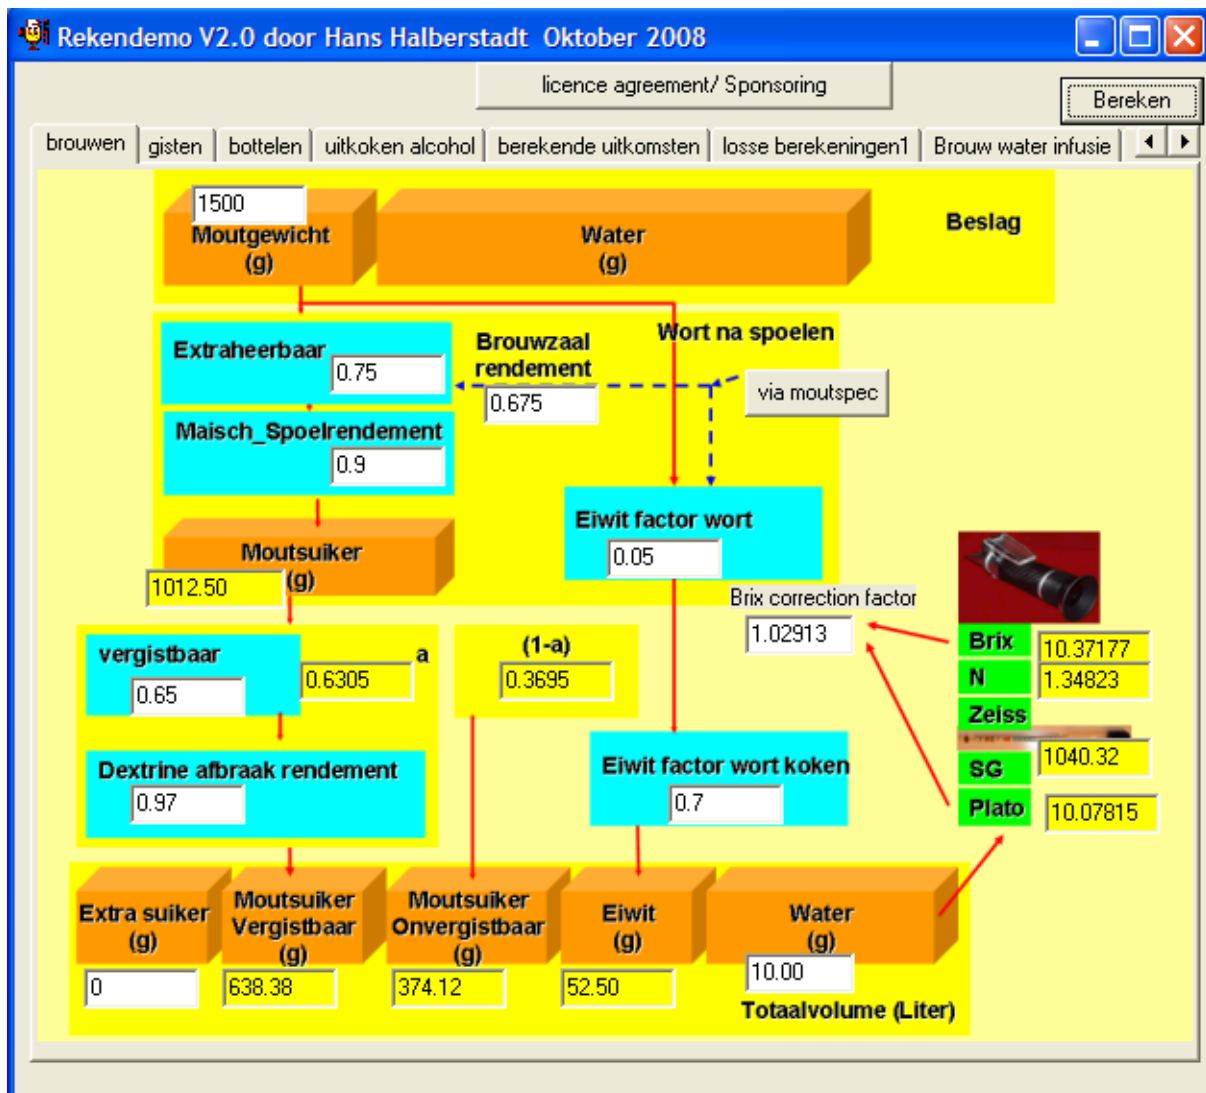 Rekendemo V2.0 door Hans Halberstadt Oktober 2008
licence agreement/ Sponsoring
Bereken
brouwen
gisten
bottelen
uitkoken alcohol
berekende uitkomsten
losse berekeningen1
Brouw water infusie
1500
Moutgewicht
(g)
Water
(g)
Beslag
Extraheerbaar
0.75
Brouwzaal
rendement
0.675
Wort na spoelen
via moutspec
Maisch_Spoelrendement
0.9
Eiwit factor wort
0.05
Moutsuiker
(g)
1012.50
Brix correction factor
1.02913
Brix
10.37177
N
1.34823
Zeiss
SG
1040.32
Plato
10.07815
vergistbaar
0.65
a
0.6305
(1-a)
0.3695
Dextrine afbraak rendement
0.97
Eiwit factor wort koken
0.7
Extra suiker
(g)
0
Moutsuiker
Vergistbaar
(g)
638.38
Moutsuiker
Onvergistbaar
(g)
374.12
Eiwit
(g)
52.50
Water
(g)
10.00
Totaalvolume (Liter)